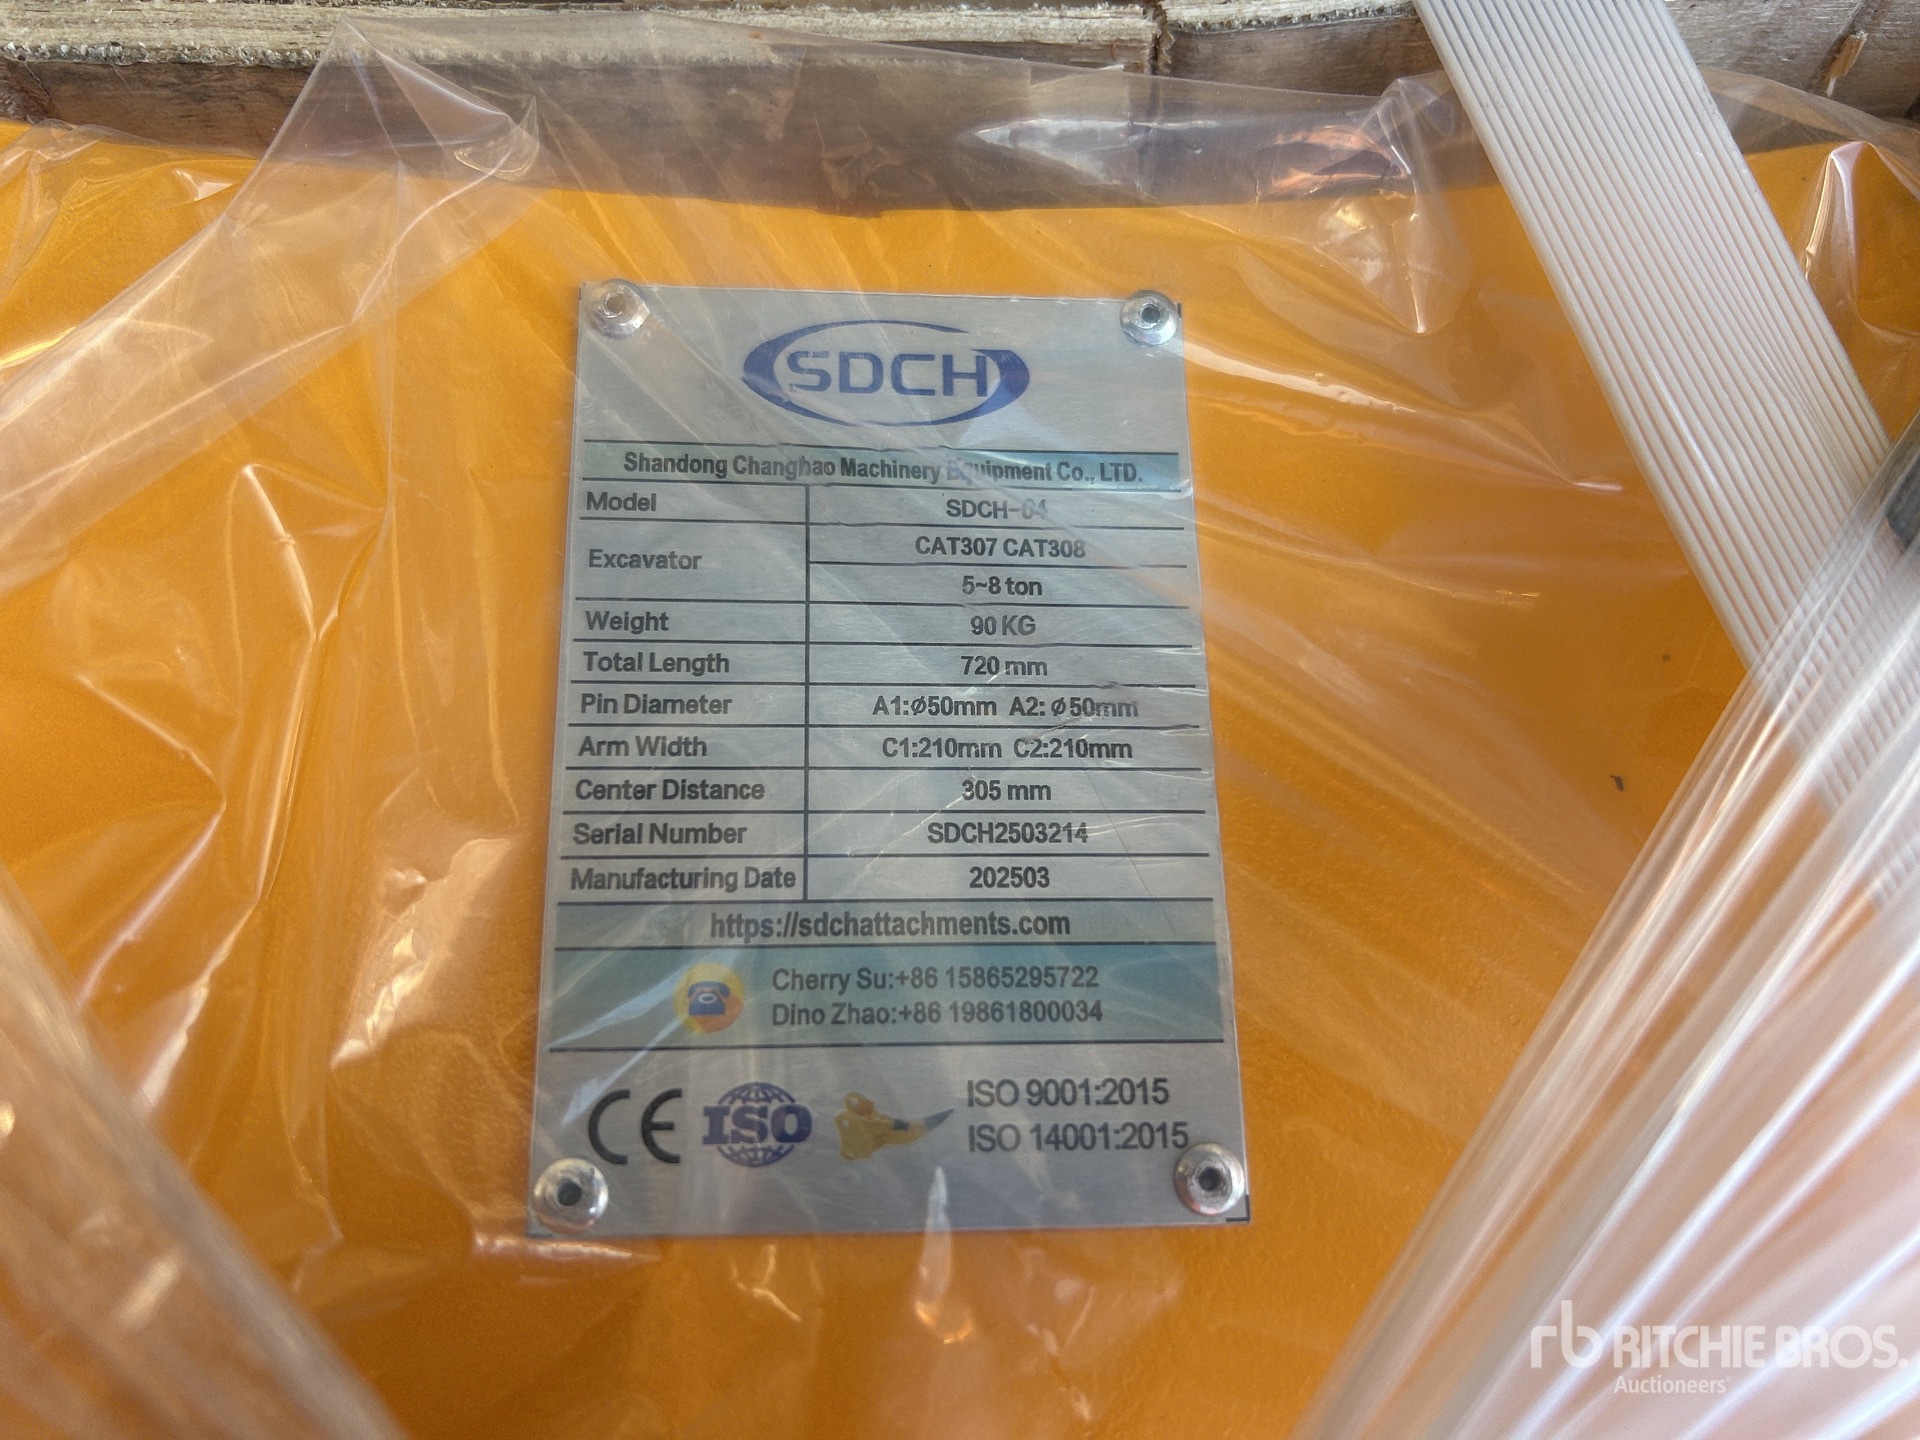 SDCH
Shandong Changhao Machinery Equipment Co., LTD.
Model SDCH-04
Excavator CAT307 CAT308
5~8 ton
Weight 90 KG
Total Length 720 mm
Pin Diameter A1:Ø50mm A2: Ø50mm
Arm Width C1:210mm C2:210mm
Center Distance 305 mm
Serial Number SDCH2503214
Manufacturing Date 202503
https://sdchattachments.com
Cherry Su:+86 15865295722
Dino Zhao:+86 19861800034
CE ISO ISO 9001:2015
ISO 14001:2015
rb RITCHIE BROS.
Auctioneers